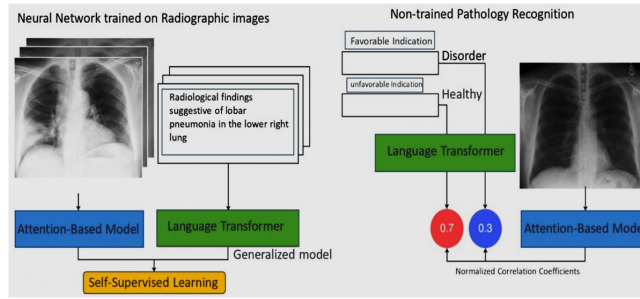 Neural Network trained on Radiographic images
Radiological findings
suggestive of lobar
pneumonia in the lower right
lung
Attention-Based Model
Language Transformer
Generalized model
Self-Supervised Learning
Non-trained Pathology Recognition
Favorable Indication
Disorder
unfavorable Indication
Healthy
Language Transformer
0.7
0.3
Attention-Based Mode
Normalized Correlation Coefficients